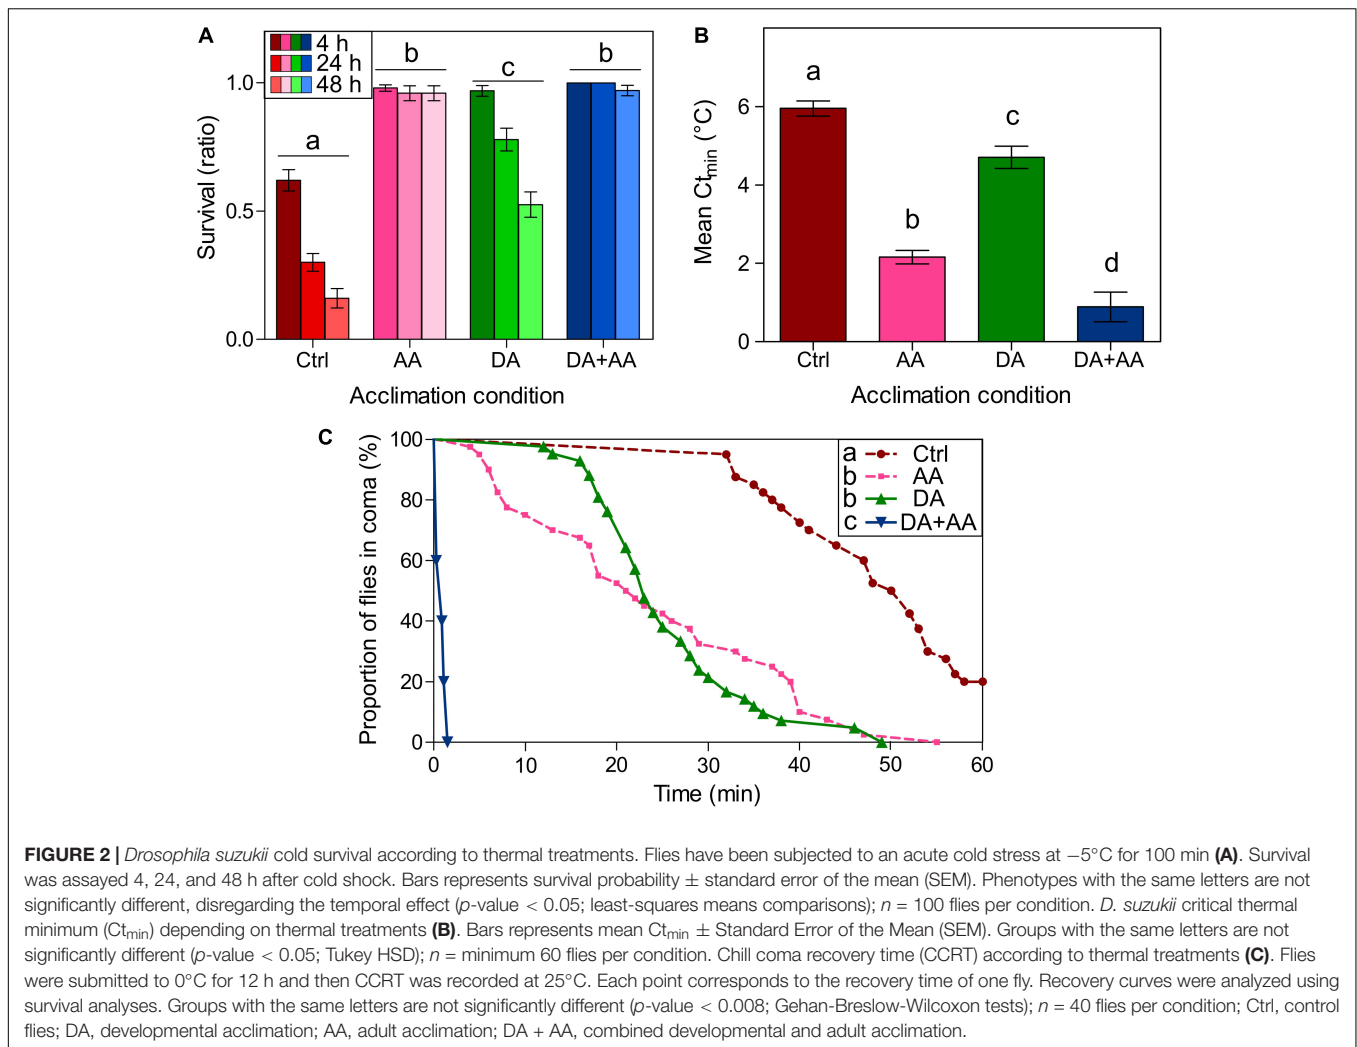 A
4 h
24 h
48 h
a
b
c
b
1.0
0.5
0.0
Survival (ratio)
Ctrl
AA
DA
DA+AA
Acclimation condition
B
a
b
c
d
6
4
2
0
Mean Ctmin (°C)
Ctrl
AA
DA
DA+AA
Acclimation condition
C
a Ctrl
b AA
b DA
c DA+AA
100
80
60
40
20
0
Proportion of flies in coma (%)
0 10 20 30 40 50 60
Time (min)
FIGURE 2 | Drosophila suzukii cold survival according to thermal treatments. Flies have been subjected to an acute cold stress at −5°C for 100 min (A). Survival
was assayed 4, 24, and 48 h after cold shock. Bars represents survival probability ± standard error of the mean (SEM). Phenotypes with the same letters are not
significantly different, disregarding the temporal effect (p-value < 0.05; least-squares means comparisons); n = 100 flies per condition. D. suzukii critical thermal
minimum (Ctmin) depending on thermal treatments (B). Bars represents mean Ctmin ± Standard Error of the Mean (SEM). Groups with the same letters are not
significantly different (p-value < 0.05; Tukey HSD); n = minimum 60 flies per condition. Chill coma recovery time (CCRT) according to thermal treatments (C). Flies
were submitted to 0°C for 12 h and then CCRT was recorded at 25°C. Each point corresponds to the recovery time of one fly. Recovery curves were analyzed using
survival analyses. Groups with the same letters are not significantly different (p-value < 0.008; Gehan-Breslow-Wilcoxon tests); n = 40 flies per condition; Ctrl, control
flies; DA, developmental acclimation; AA, adult acclimation; DA + AA, combined developmental and adult acclimation.